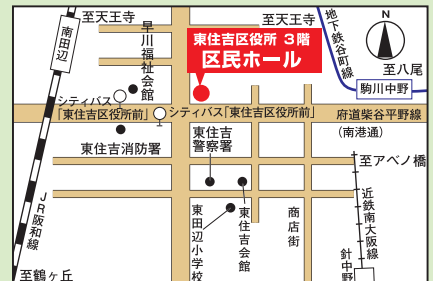 至天王寺
至天王寺
N
南田辺
早川福祉会館
東住吉区役所 3階
区民ホール
地下鉄谷町線
至八尾
駒川中野
シティバス
「東住吉区役所前」
シティバス「東住吉区役所前」
府道柴谷平野線
(南港通)
東住吉消防署
東住吉
警察署
至アベノ橋
JR阪和線
東田辺小学校
東住吉会館
商店街
近鉄南大阪線
針中野
至鶴ヶ丘